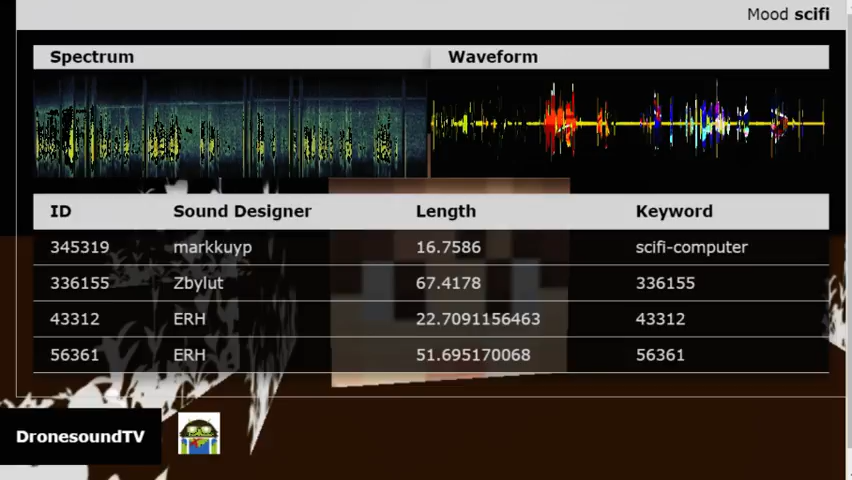 Mood scifi
Spectrum Waveform
ID Sound Designer Length Keyword
345319 markkuyp 16.7586 scifi-computer
336155 Zbylut 67.4178 336155
43312 ERH 22.7091156463 43312
56361 ERH 51.695170068 56361
DronesoundTV